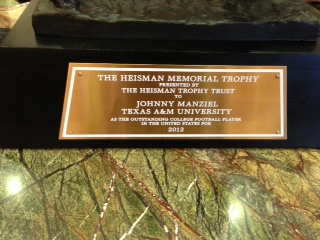 THE HEISMAN MEMORIAL TROPHY
PRESENTED BY
THE HEISMAN TROPHY TRUST
TO
JOHNNY MANZIEL
TEXAS A&M UNIVERSITY
AS THE OUTSTANDING COLLEGE FOOTBALL PLAYER
IN THE UNITED STATES FOR
2012